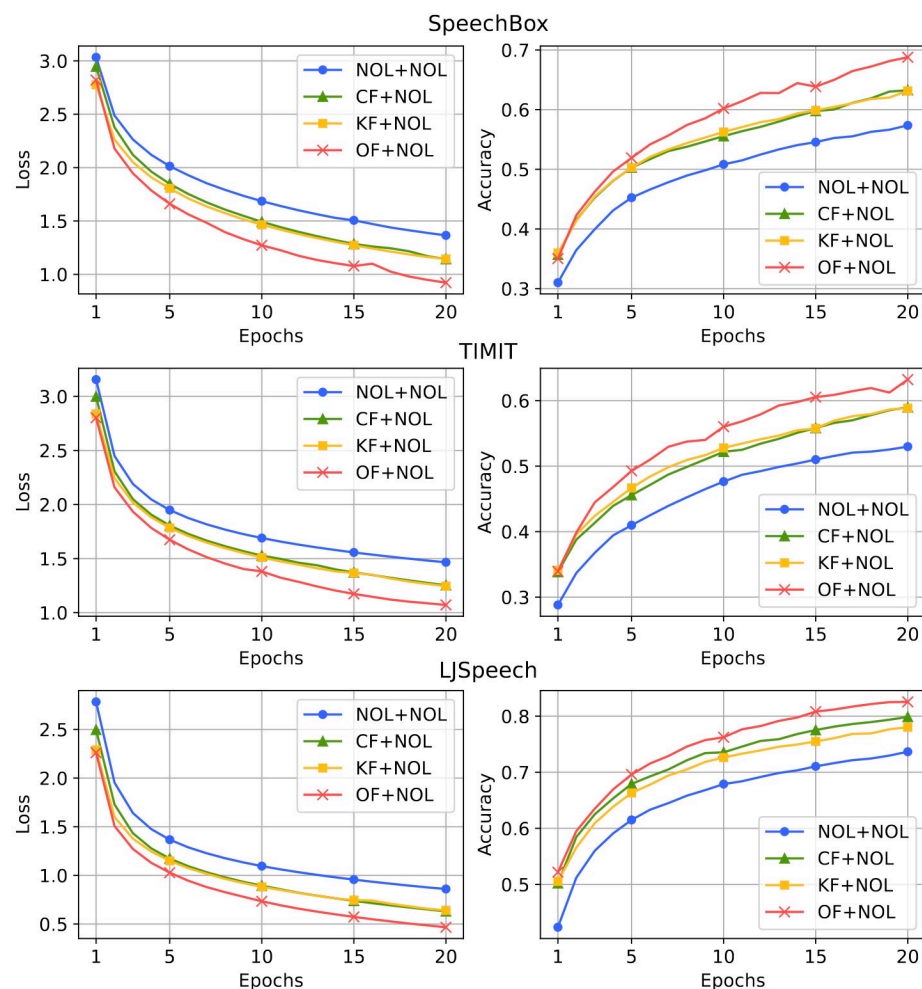 SpeechBox
Loss
3.0
2.5
2.0
1.5
1.0
NOL+NOL
CF+NOL
KF+NOL
OF+NOL
1 5 10 15 20
Epochs
Accuracy
0.7
0.6
0.5
0.4
0.3
NOL+NOL
CF+NOL
KF+NOL
OF+NOL
1 5 10 15 20
Epochs
TIMIT
Loss
3.0
2.5
2.0
1.5
1.0
NOL+NOL
CF+NOL
KF+NOL
OF+NOL
1 5 10 15 20
Epochs
Accuracy
0.6
0.5
0.4
0.3
NOL+NOL
CF+NOL
KF+NOL
OF+NOL
1 5 10 15 20
Epochs
LJSpeech
Loss
2.5
2.0
1.5
1.0
0.5
NOL+NOL
CF+NOL
KF+NOL
OF+NOL
1 5 10 15 20
Epochs
Accuracy
0.8
0.7
0.6
0.5
NOL+NOL
CF+NOL
KF+NOL
OF+NOL
1 5 10 15 20
Epochs